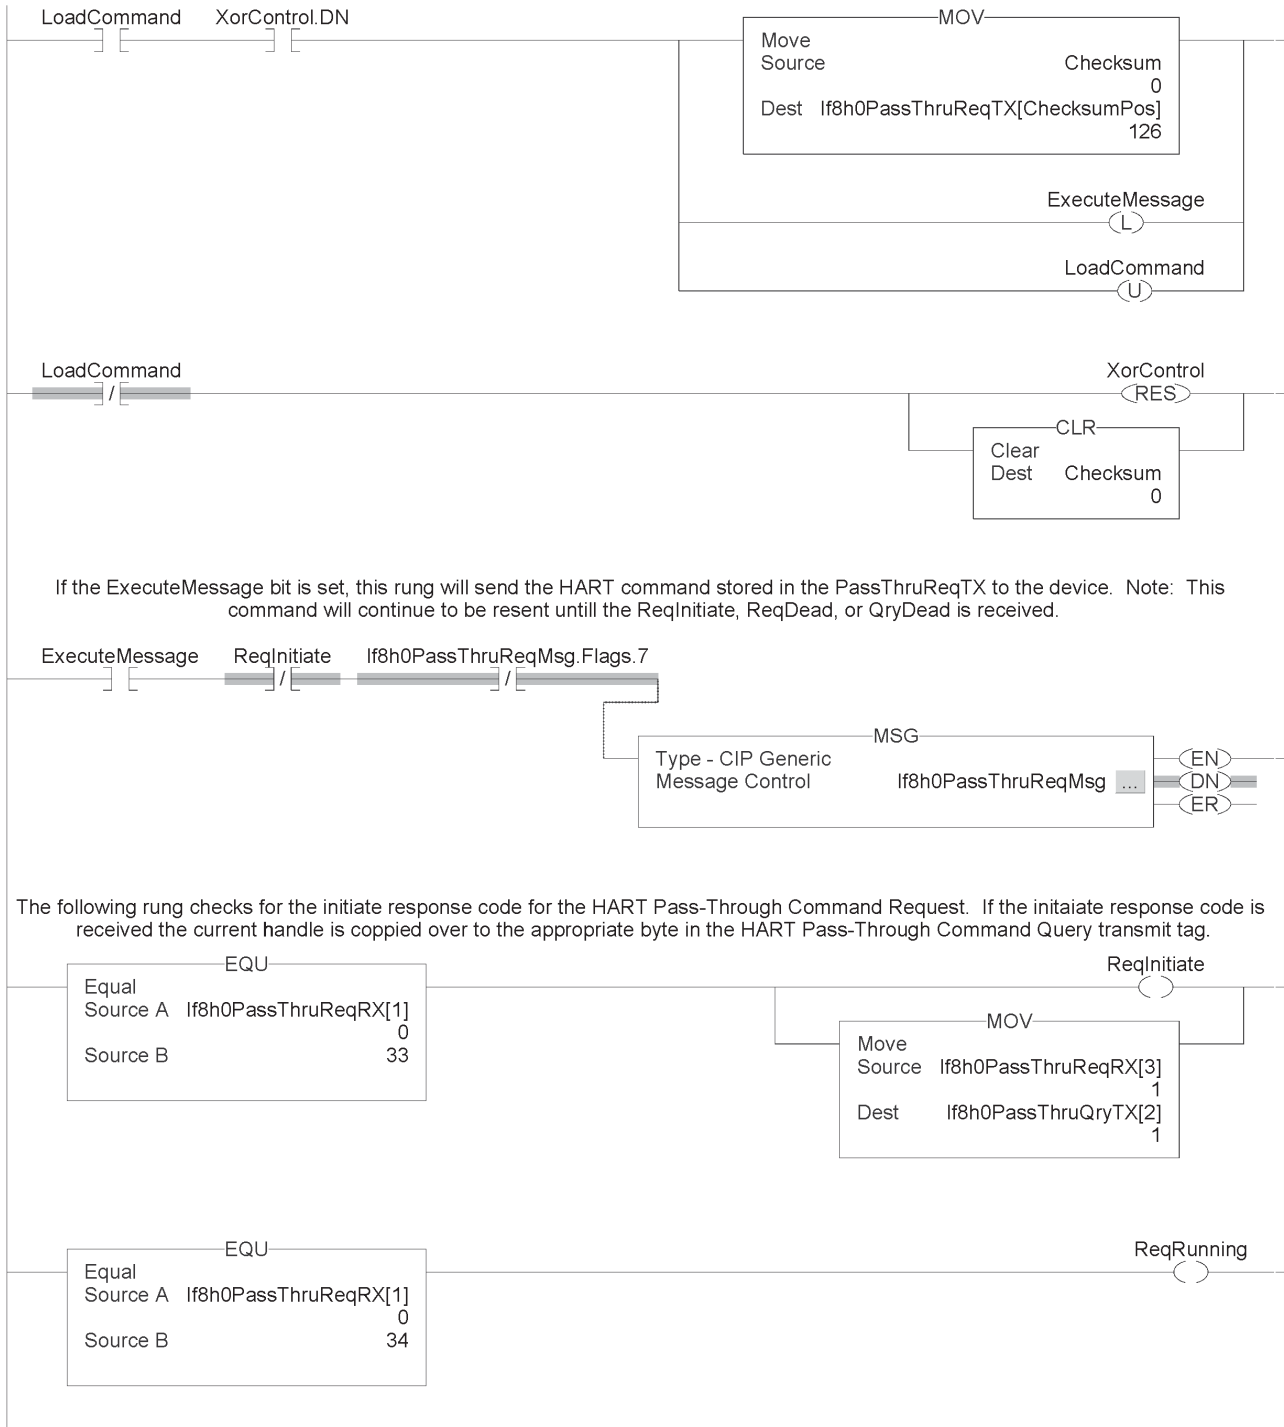 LoadCommand XorControl.DN
MOV
Move
Source Checksum
0
Dest If8h0PassThruReqTX[ChecksumPos]
126
ExecuteMessage
L
LoadCommand
U
LoadCommand XorControl
/ RES
CLR
Clear
Dest Checksum
0
If the ExecuteMessage bit is set, this rung will send the HART command stored in the PassThruReqTX to the device. Note: This
command will continue to be resent untill the ReqInitiate, ReqDead, or QryDead is received.
ExecuteMessage ReqInitiate If8h0PassThruReqMsg.Flags.7
/ /
MSG
Type - CIP Generic EN
Message Control If8h0PassThruReqMsg ... DN
ER
The following rung checks for the initiate response code for the HART Pass-Through Command Request. If the initaiate response code is
received the current handle is coppied over to the appropriate byte in the HART Pass-Through Command Query transmit tag.
EQU ReqInitiate
Equal
Source A If8h0PassThruReqRX[1]
0
Source B 33
MOV
Move
Source If8h0PassThruReqRX[3]
1
Dest If8h0PassThruQryTX[2]
1
EQU ReqRunning
Equal
Source A If8h0PassThruReqRX[1]
0
Source B 34